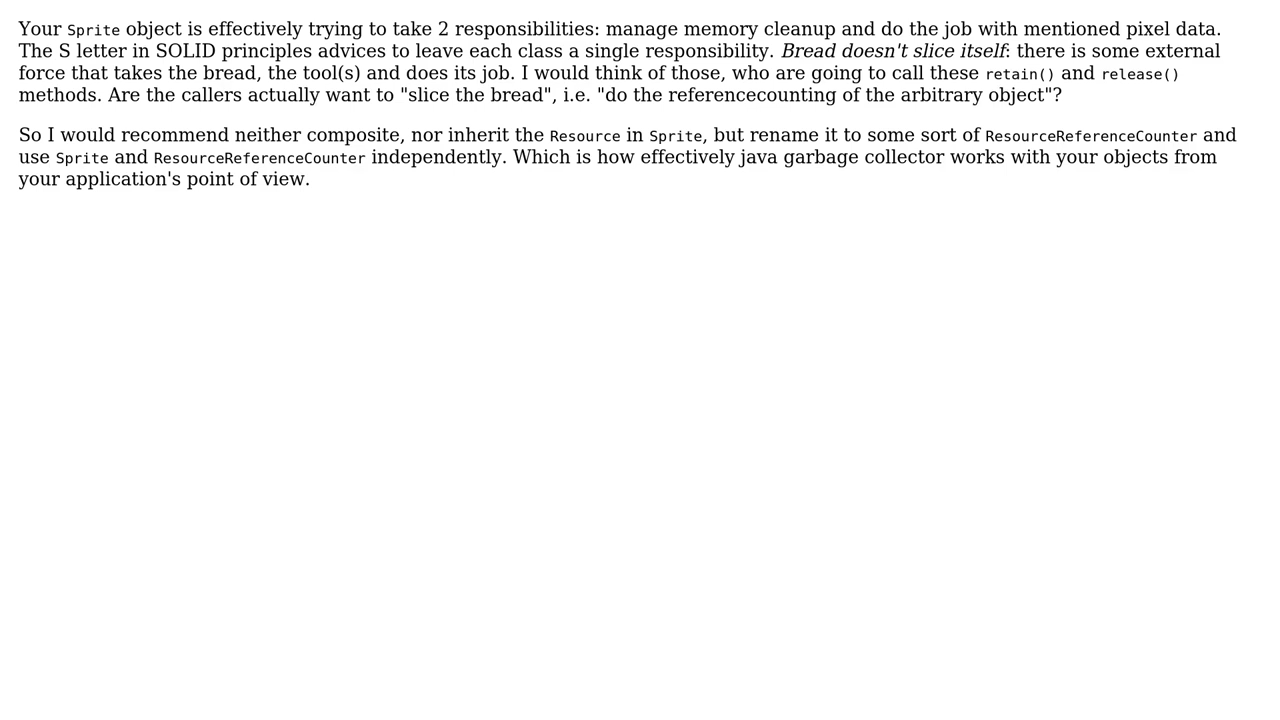 Your Sprite object is effectively trying to take 2 responsibilities: manage memory cleanup and do the job with mentioned pixel data.
The S letter in SOLID principles advices to leave each class a single responsibility. Bread doesn't slice itself: there is some external
force that takes the bread, the tool(s) and does its job. I would think of those, who are going to call these retain() and release()
methods. Are the callers actually want to "slice the bread", i.e. "do the referencecounting of the arbitrary object"?
So I would recommend neither composite, nor inherit the Resource in Sprite, but rename it to some sort of ResourceReferenceCounter and
use Sprite and ResourceReferenceCounter independently. Which is how effectively java garbage collector works with your objects from
your application's point of view.